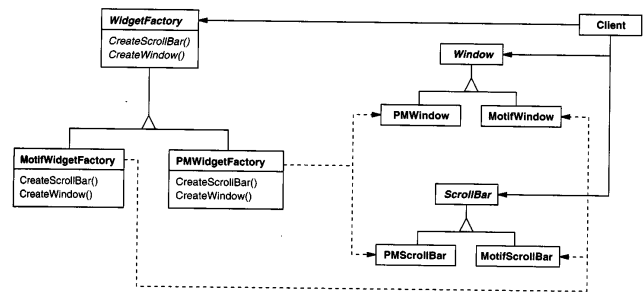 WidgetFactory
CreateScrollBar()
CreateWindow()
Client
Window
PMWindow
MotifWindow
MotifWidgetFactory
CreateScrollBar()
CreateWindow()
PMWidgetFactory
CreateScrollBar()
CreateWindow()
ScrollBar
PMScrollBar
MotifScrollBar